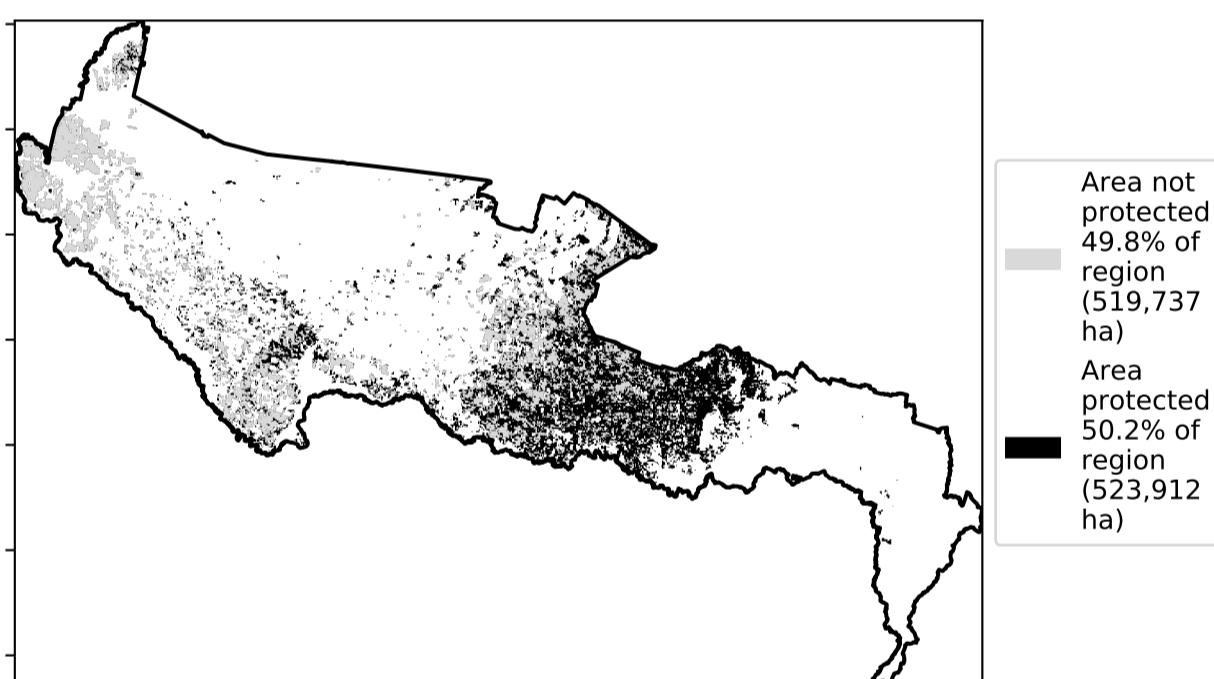 Area not
protected
49.8% of
region
(519,737
ha)
Area
protected
50.2% of
region
(523,912
ha)